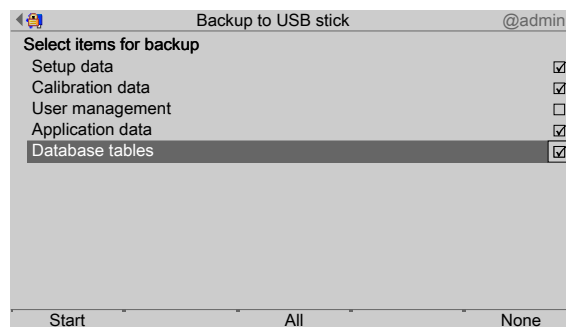 Backup to USB stick @admin
Select items for backup
Setup data
Calibration data
User management
Application data
Database tables
Start All None